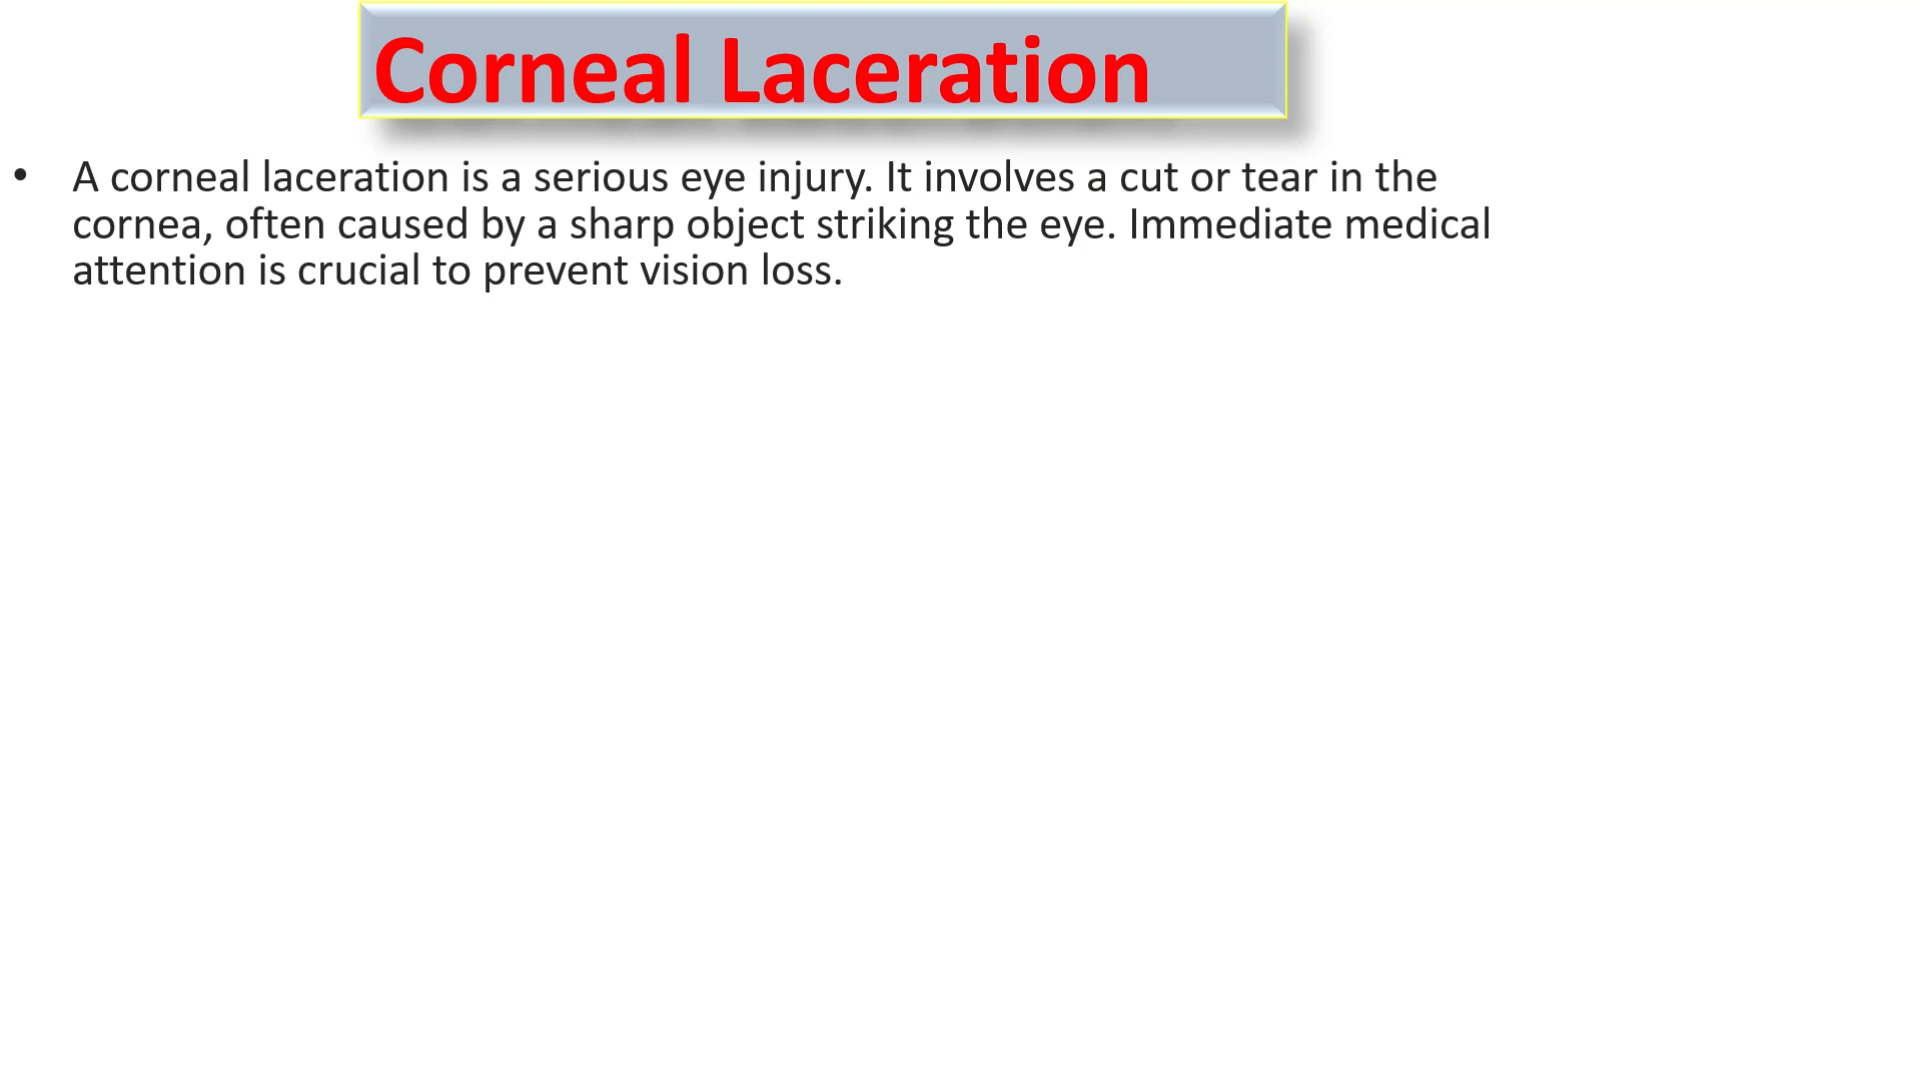 Corneal Laceration
• A corneal laceration is a serious eye injury. It involves a cut or tear in the
cornea, often caused by a sharp object striking the eye. Immediate medical
attention is crucial to prevent vision loss.